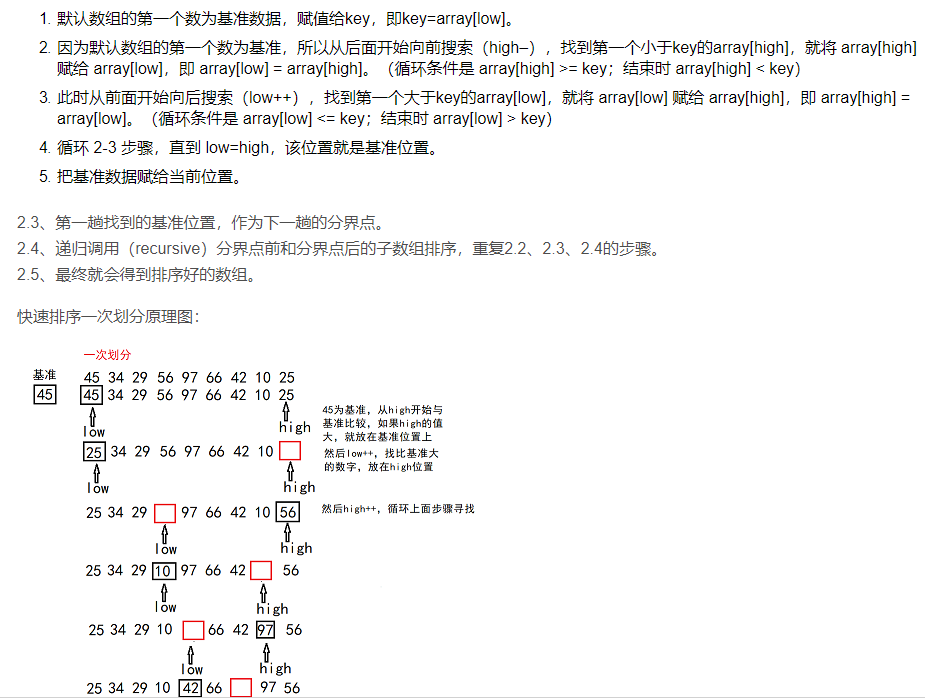 1. 默认数组的第一个数为基准数据，赋值给key，即key=array[low]。
2. 因为默认数组的第一个数为基准，所以从后面开始向前搜索（high–），找到第一个小于key的array[high]，就将 array[high]
赋给 array[low]，即 array[low] = array[high]。（循环条件是 array[high] >= key；结束时 array[high] < key）
3. 此时从前面开始向后搜索（low++），找到第一个大于key的array[low]，就将 array[low] 赋给 array[high]，即 array[high] =
array[low]。（循环条件是 array[low] <= key；结束时 array[low] > key）
4. 循环 2-3 步骤，直到 low=high，该位置就是基准位置。
5. 把基准数据赋给当前位置。
2.3、第一趟找到的基准位置，作为下一趟的分界点。
2.4、递归调用（recursive）分界点前和分界点后的子数组排序，重复2.2、2.3、2.4的步骤。
2.5、最终就会得到排序好的数组。
快速排序一次划分原理图：
一次划分
基准 45 34 29 56 97 66 42 10 25
45 45 34 29 56 97 66 42 10 25
low high
45为基准，从high开始与
基准比较，如果high的值
大，就放在基准位置上
然后low++，找比基准大
的数字，放在high位置
25 34 29 56 97 66 42 10
low high
25 34 29 97 66 42 10 56 然后high++，循环上面步骤寻找
low high
25 34 29 10 97 66 42 56
low high
25 34 29 10 66 42 97 56
low high
25 34 29 10 42 66 97 56